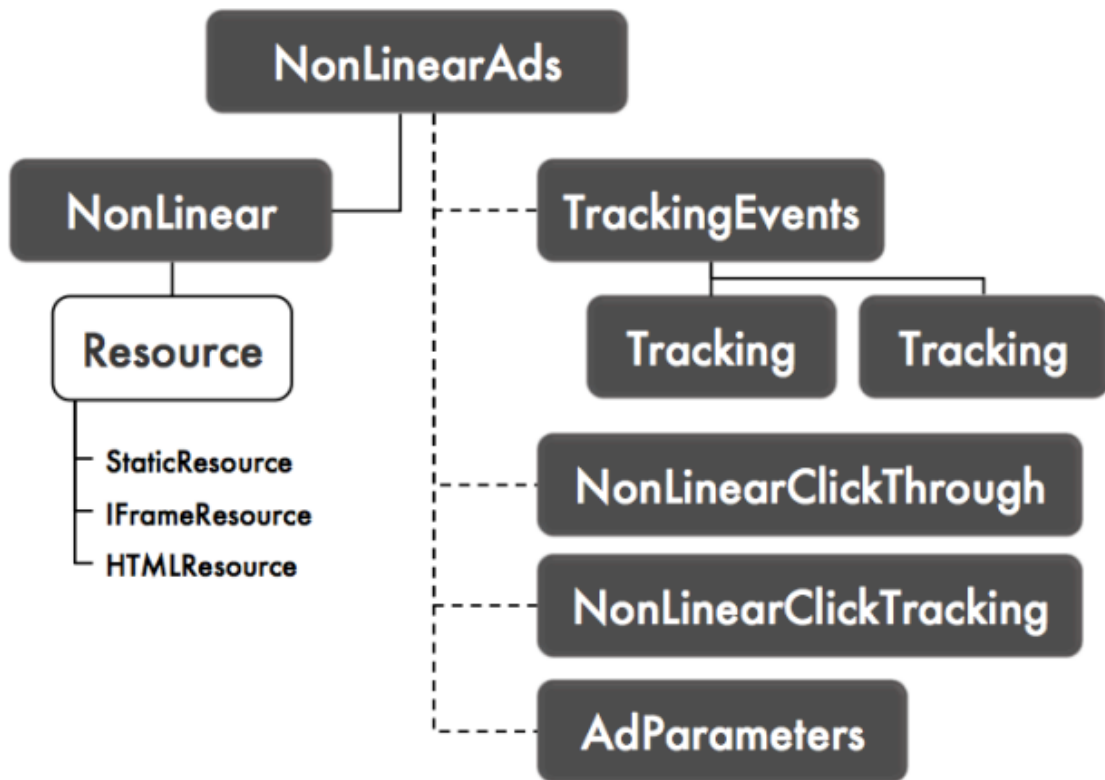 NonLinearAds
NonLinear
TrackingEvents
Resource
Tracking
Tracking
StaticResource
IFrameResource
HTMLResource
NonLinearClickThrough
NonLinearClickTracking
AdParameters